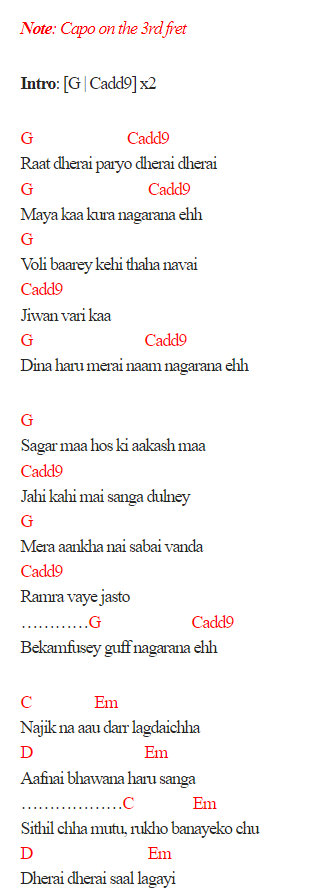 Note: Capo on the 3rd fret
Intro: [G | Cadd9] x2
G Cadd9
Raat dherai paryo dherai dherai
G Cadd9
Maya kaa kura nagarana ehh
G
Voli baarey kehi thaha navai
Cadd9
Jiwan vari kaa
G Cadd9
Dina haru merai naam nagarana ehh
G
Sagar maa hos ki aakash maa
Cadd9
Jahi kahi mai sanga dulney
G
Mera aankha nai sabai vanda
Cadd9
Ramra vaye jasto
…………G Cadd9
Bekamfusey guff nagarana ehh
C Em
Najik na aau darr lagdaichha
D Em
Aafnai bhawana haru sanga
………………C Em
Sithil chha mutu, rukho banayeko chu
D Em
Dherai dherai saal lagayi